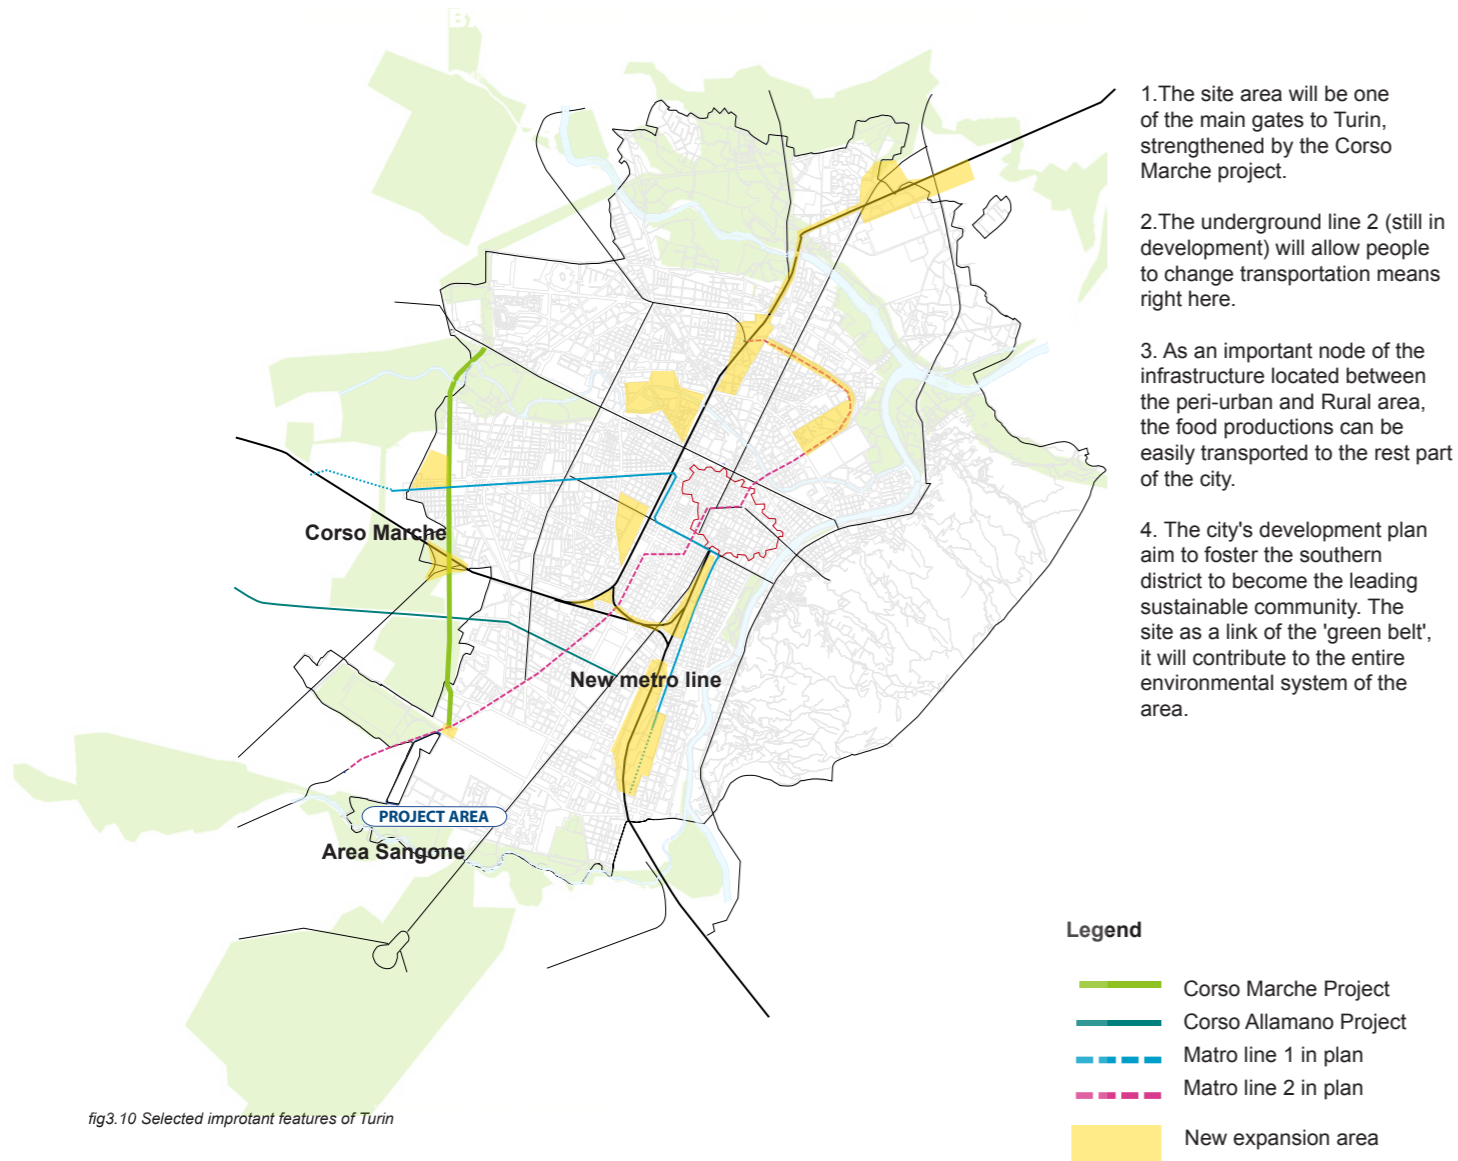 1.The site area will be one
of the main gates to Turin,
strengthened by the Corso
Marche project.
2.The underground line 2 (still in
development) will allow people
to change transportation means
right here.
3. As an important node of the
infrastructure located between
the peri-urban and Rural area,
the food productions can be
easily transported to the rest part
of the city.
4. The city's development plan
aim to foster the southern
district to become the leading
sustainable community. The
site as a link of the 'green belt',
it will contribute to the entire
environmental system of the
area.
Corso Marche
New metro line
PROJECT AREA
Area Sangone
Legend
Corso Marche Project
Corso Allamano Project
Matro line 1 in plan
Matro line 2 in plan
New expansion area
fig3.10 Selected improtant features of Turin